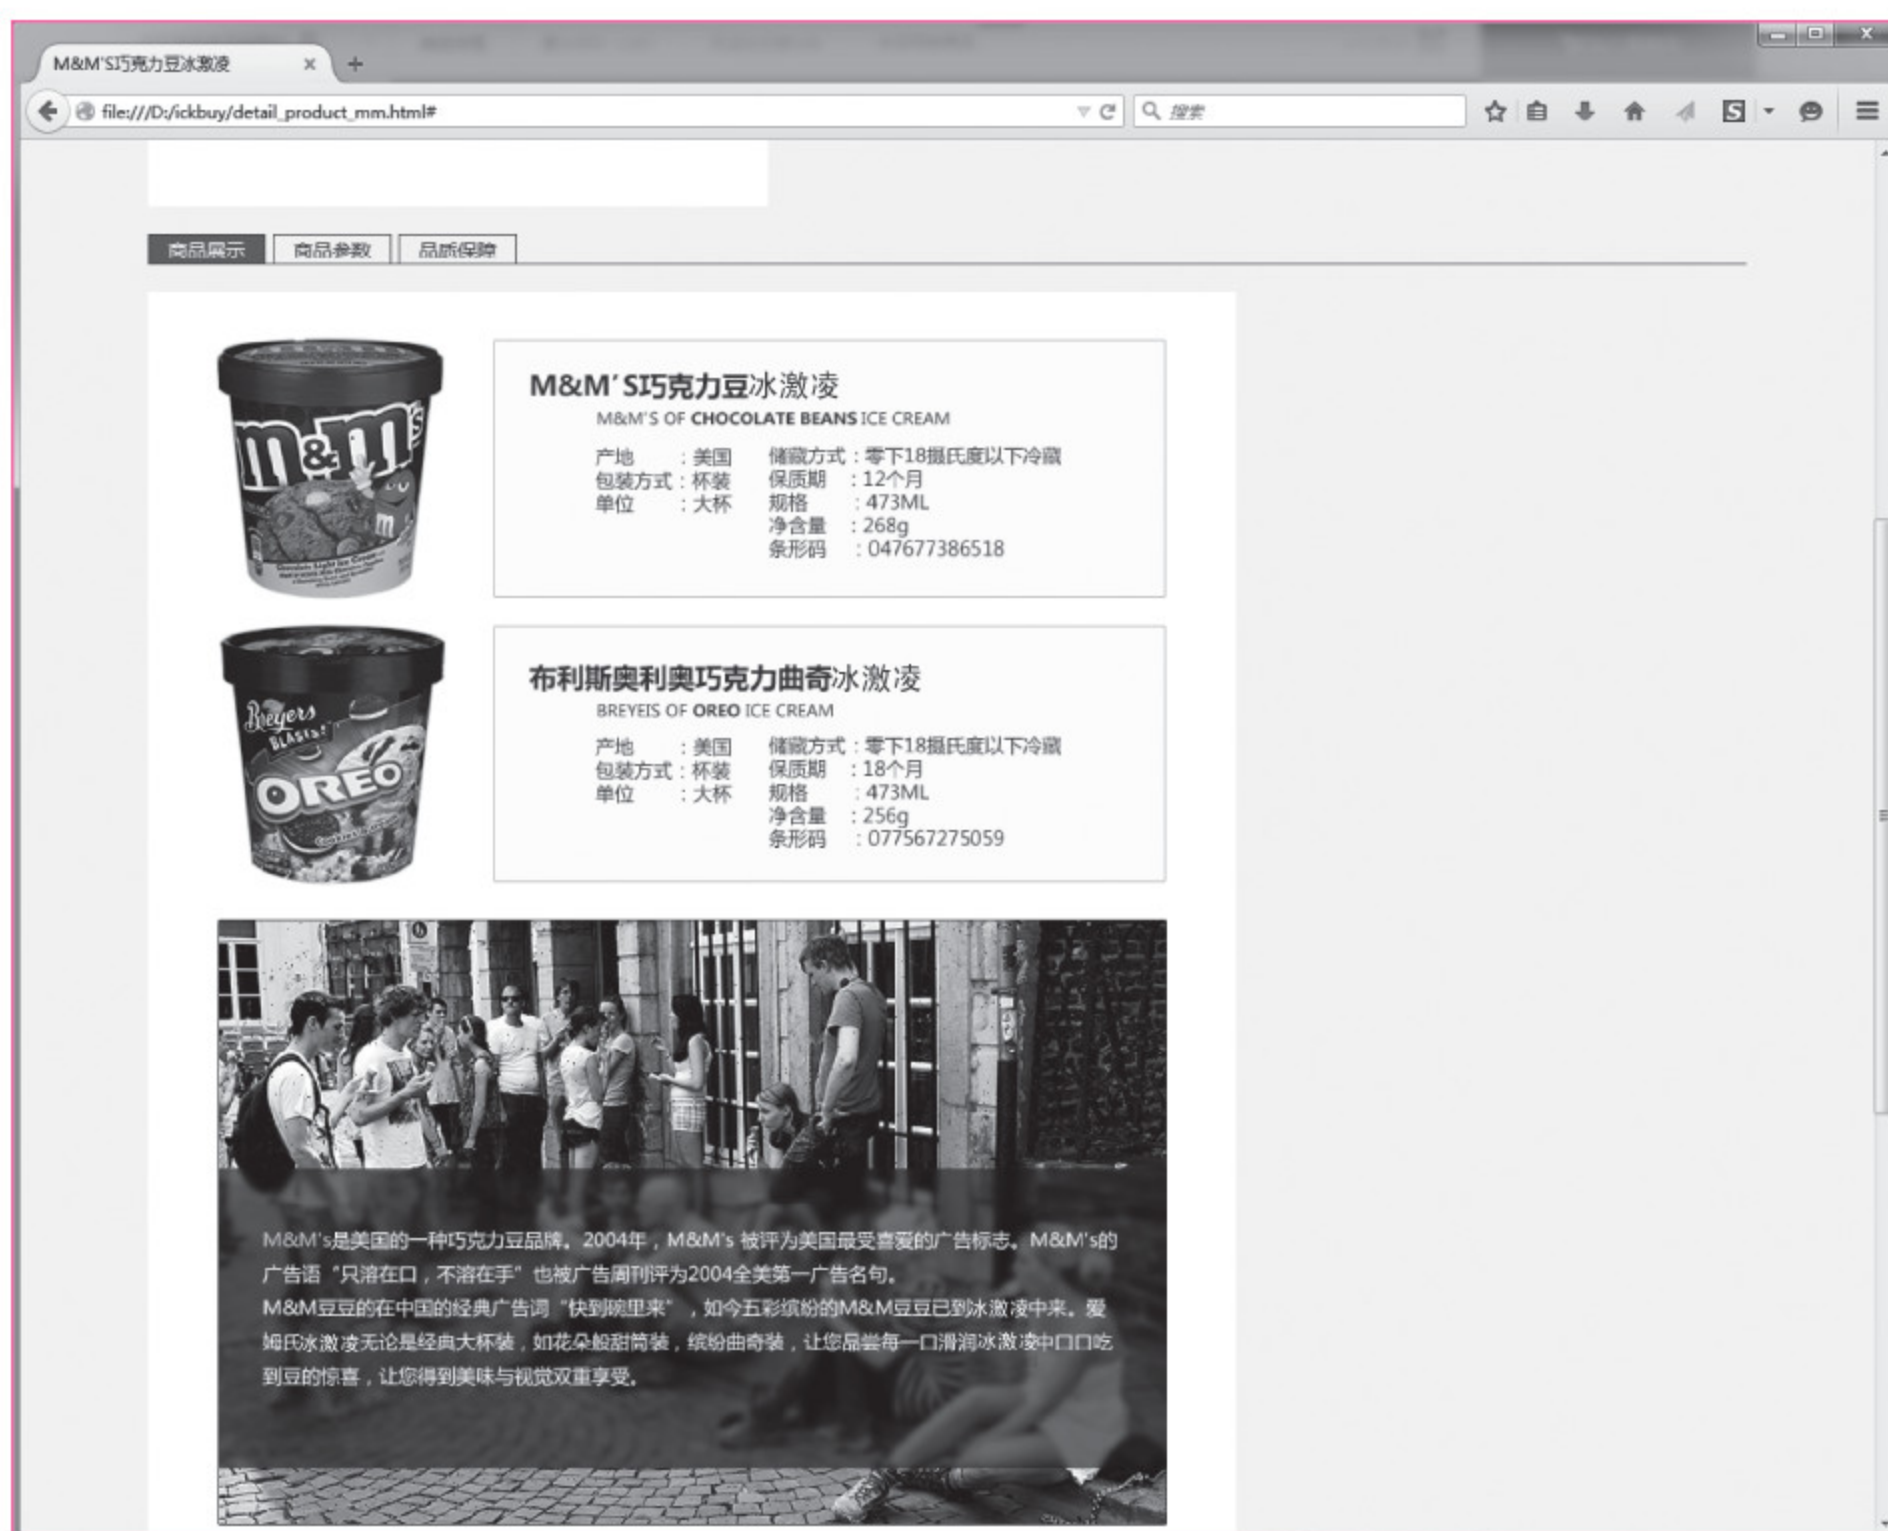 M&M'S巧克力豆冰激凌
file:///D:/ickbuy/detail_product_mm.html#
搜索
商品展示 商品参数 品质保障
m&m's
m
Chocolate Light Ice Cream
M&M'S巧克力豆冰激凌
M&M'S OF CHOCOLATE BEANS ICE CREAM
产地 : 美国 储藏方式 : 零下18摄氏度以下冷藏
包装方式 : 杯装 保质期 : 12个月
单位 : 大杯 规格 : 473ML
净含量 : 268g
条形码 : 047677386518
Breyers
BLASTS!
OREO
布利斯奥利奥巧克力曲奇冰激凌
BREYEIS OF OREO ICE CREAM
产地 : 美国 储藏方式 : 零下18摄氏度以下冷藏
包装方式 : 杯装 保质期 : 18个月
单位 : 大杯 规格 : 473ML
净含量 : 256g
条形码 : 077567275059
M&M's是美国的一种巧克力豆品牌。2004年，M&M's 被评为美国最受喜爱的广告标志。M&M's的
广告语“只溶在口，不溶在手”也被广告周刊评为2004全美第一广告名句。
M&M豆豆的在中国的经典广告词“快到碗里来”，如今五彩缤纷的M&M豆豆已到冰激凌中来。爱
姆氏冰激凌无论是经典大杯装，如花朵般甜筒装，缤纷曲奇装，让您品尝每一口滑润冰激凌中口口吃
到豆的惊喜，让您得到美味与视觉双重享受。